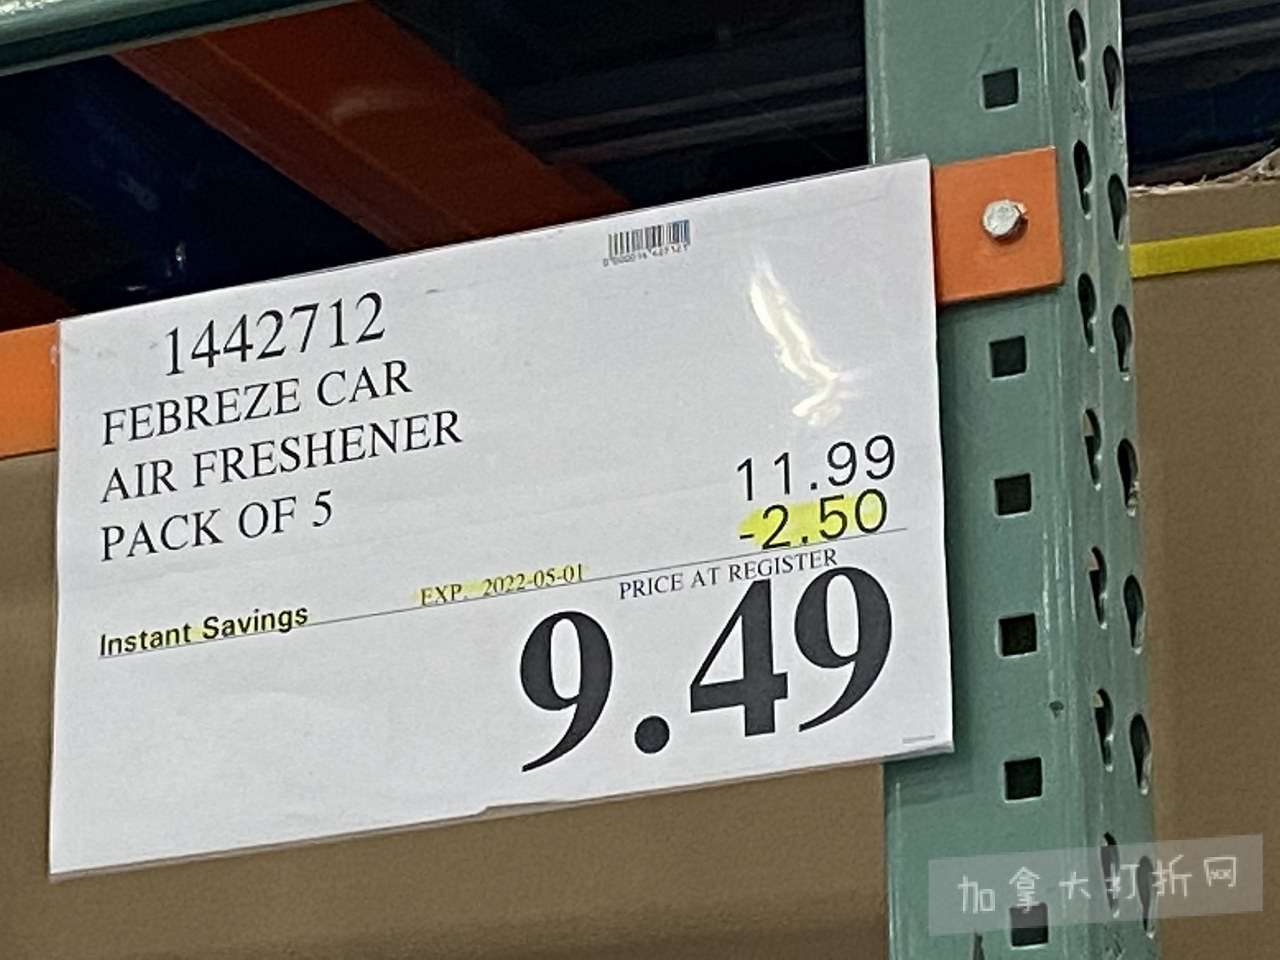 1442712
FEBREZE CAR
AIR FRESHENER
PACK OF 5
11.99
-2.50
Instant Savings
EXP. 2022-05-01
PRICE AT REGISTER
9.49
加拿大打折网